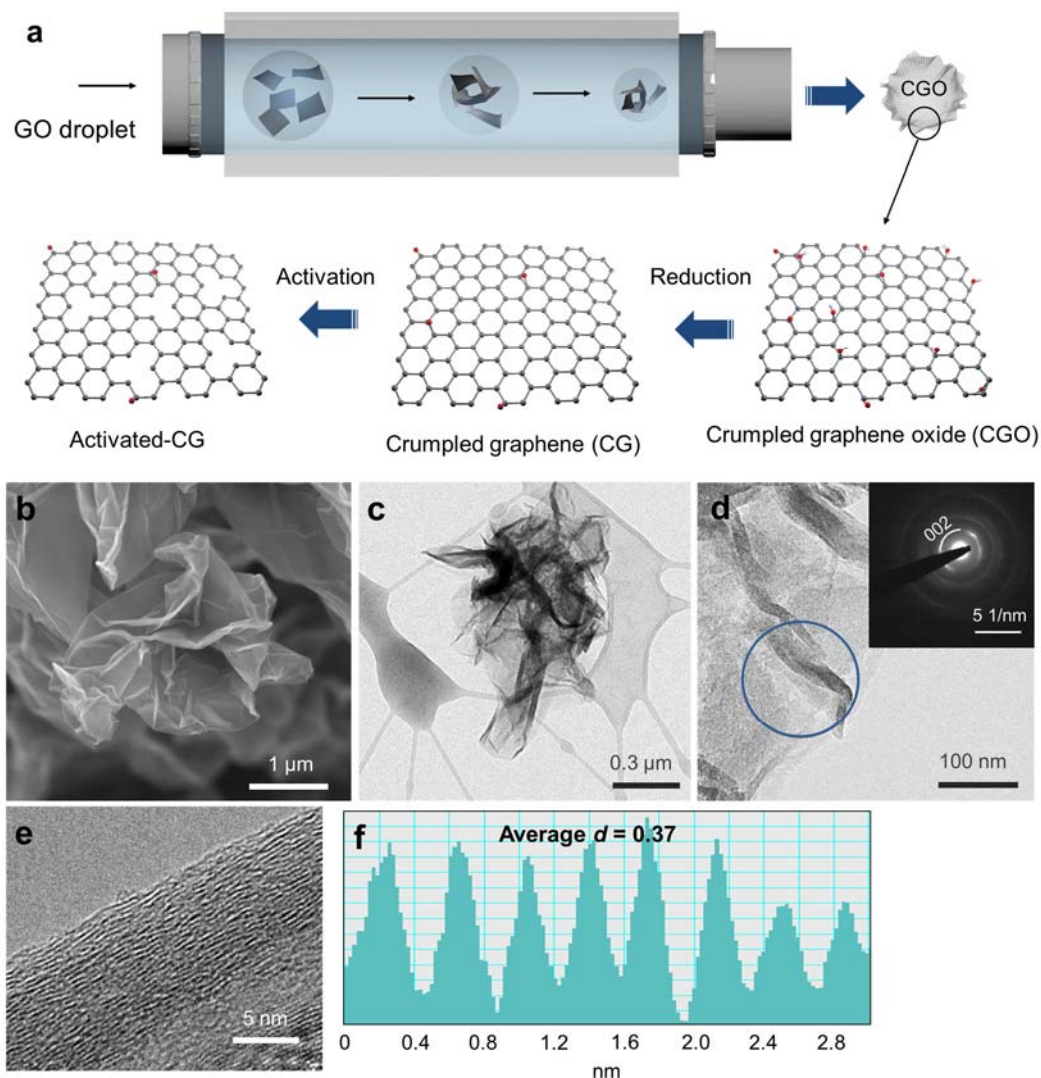 a
GO droplet
CGO
Activation
Reduction
Activated-CG
Crumpled graphene (CG)
Crumpled graphene oxide (CGO)
b
1 µm
c
0.3 µm
d
002
5 1/nm
100 nm
e
5 nm
f
Average d = 0.37
0 0.4 0.8 1.2 1.6 2.0 2.4 2.8
nm